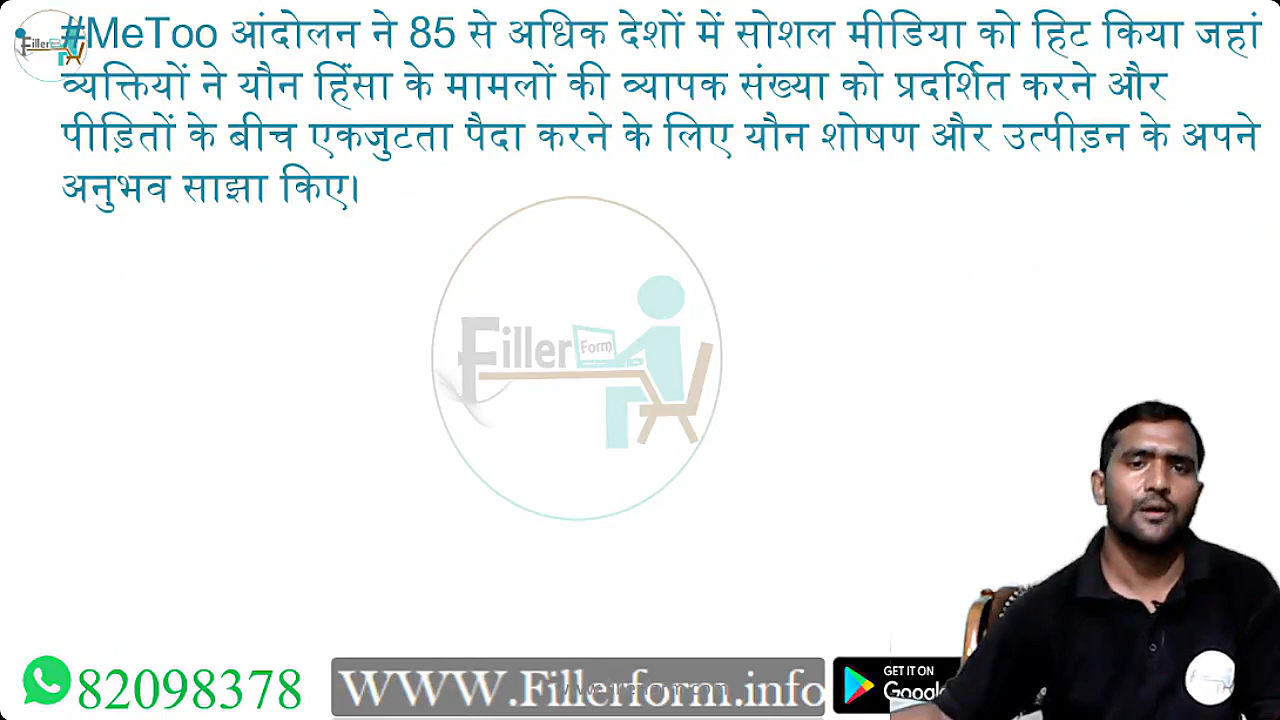 #MeToo आंदोलन ने 85 से अधिक देशों में सोशल मीडिया को हिट किया जहां
व्यक्तियों ने यौन हिंसा के मामलों की व्यापक संख्या को प्रदर्शित करने और
पीड़ितों के बीच एकजुटता पैदा करने के लिए यौन शोषण और उत्पीड़न के अपने
अनुभव साझा किए।
Filler Form
82098378
WWW.Fillerform.info
GET IT ON
Google